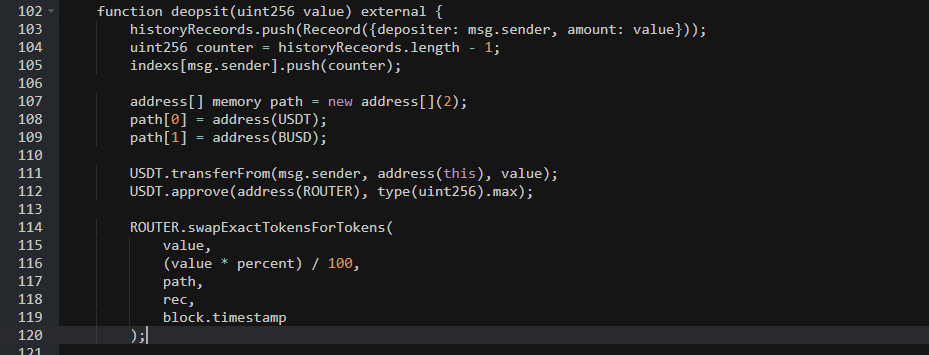 102 function deopsit(uint256 value) external {
103 historyReceords.push(Receord({depositer: msg.sender, amount: value}));
104 uint256 counter = historyReceords.length - 1;
105 indexs[msg.sender].push(counter);
106
107 address[] memory path = new address[](2);
108 path[0] = address(USDT);
109 path[1] = address(BUSD);
110
111 USDT.transferFrom(msg.sender, address(this), value);
112 USDT.approve(address(ROUTER), type(uint256).max);
113
114 ROUTER.swapExactTokensForTokens(
115 value,
116 (value * percent) / 100,
117 path,
118 rec,
119 block.timestamp
120 );
121